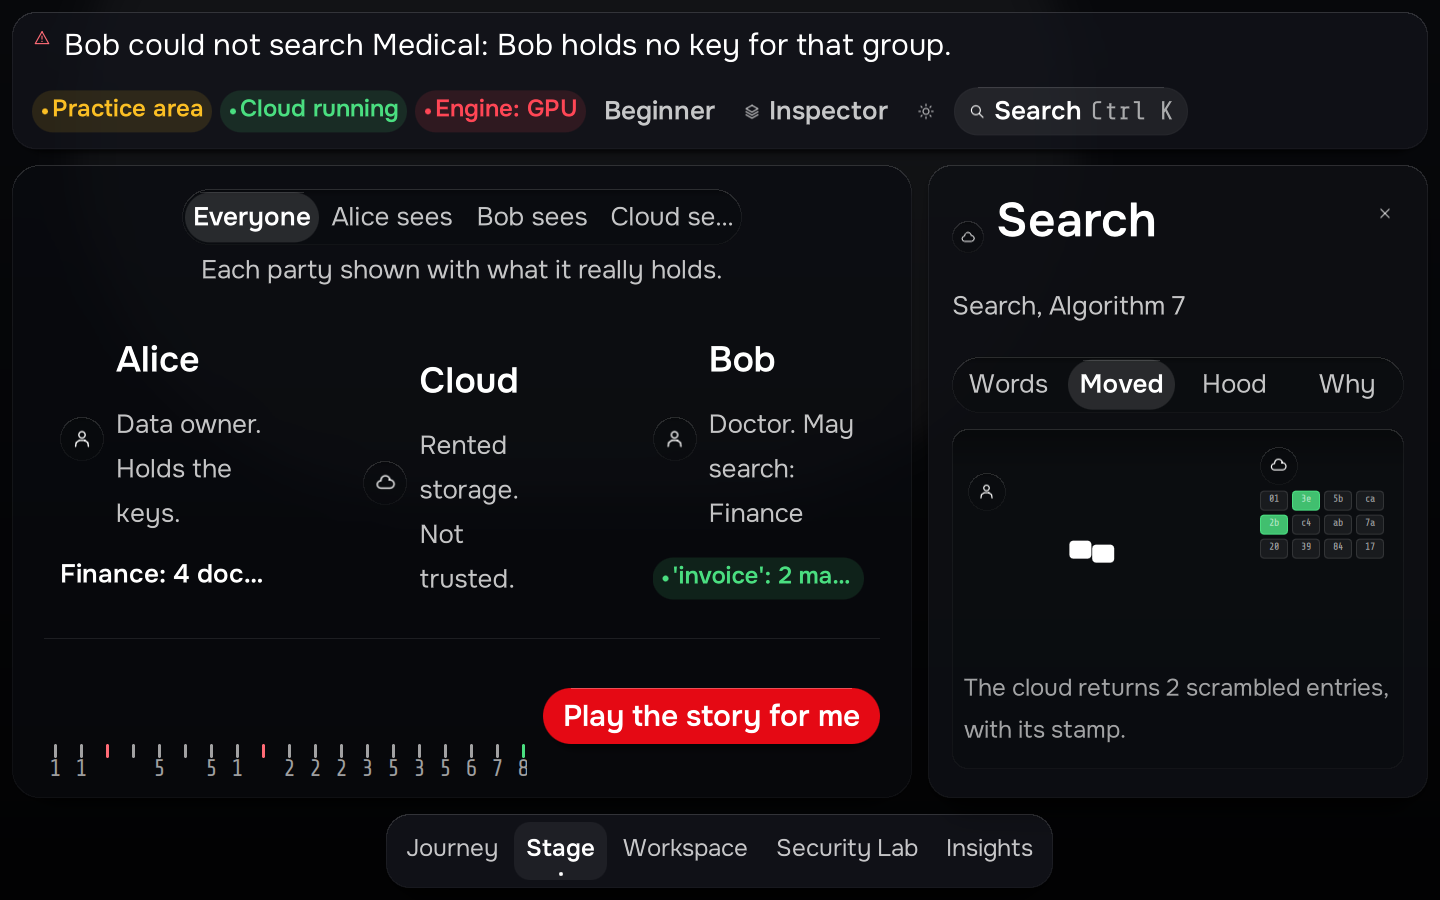 Bob could not search Medical: Bob holds no key for that group.
Practice area
Cloud running
Engine: GPU
Beginner
Inspector
Search Ctrl K
Everyone
Alice sees
Bob sees
Cloud se...
Each party shown with what it really holds.
Alice
Data owner.
Holds the
keys.
Finance: 4 doc...
Cloud
Rented
storage.
Not
trusted.
Bob
Doctor. May
search:
Finance
'invoice': 2 ma...
1 1 5 5 1 2 2 2 3 5 3 5 6 7 8
Play the story for me
Search
Search, Algorithm 7
Words
Moved
Hood
Why
01 3e 5b ca
2b c4 ab 7a
20 39 84 17
The cloud returns 2 scrambled entries,
with its stamp.
Journey
Stage
Workspace
Security Lab
Insights